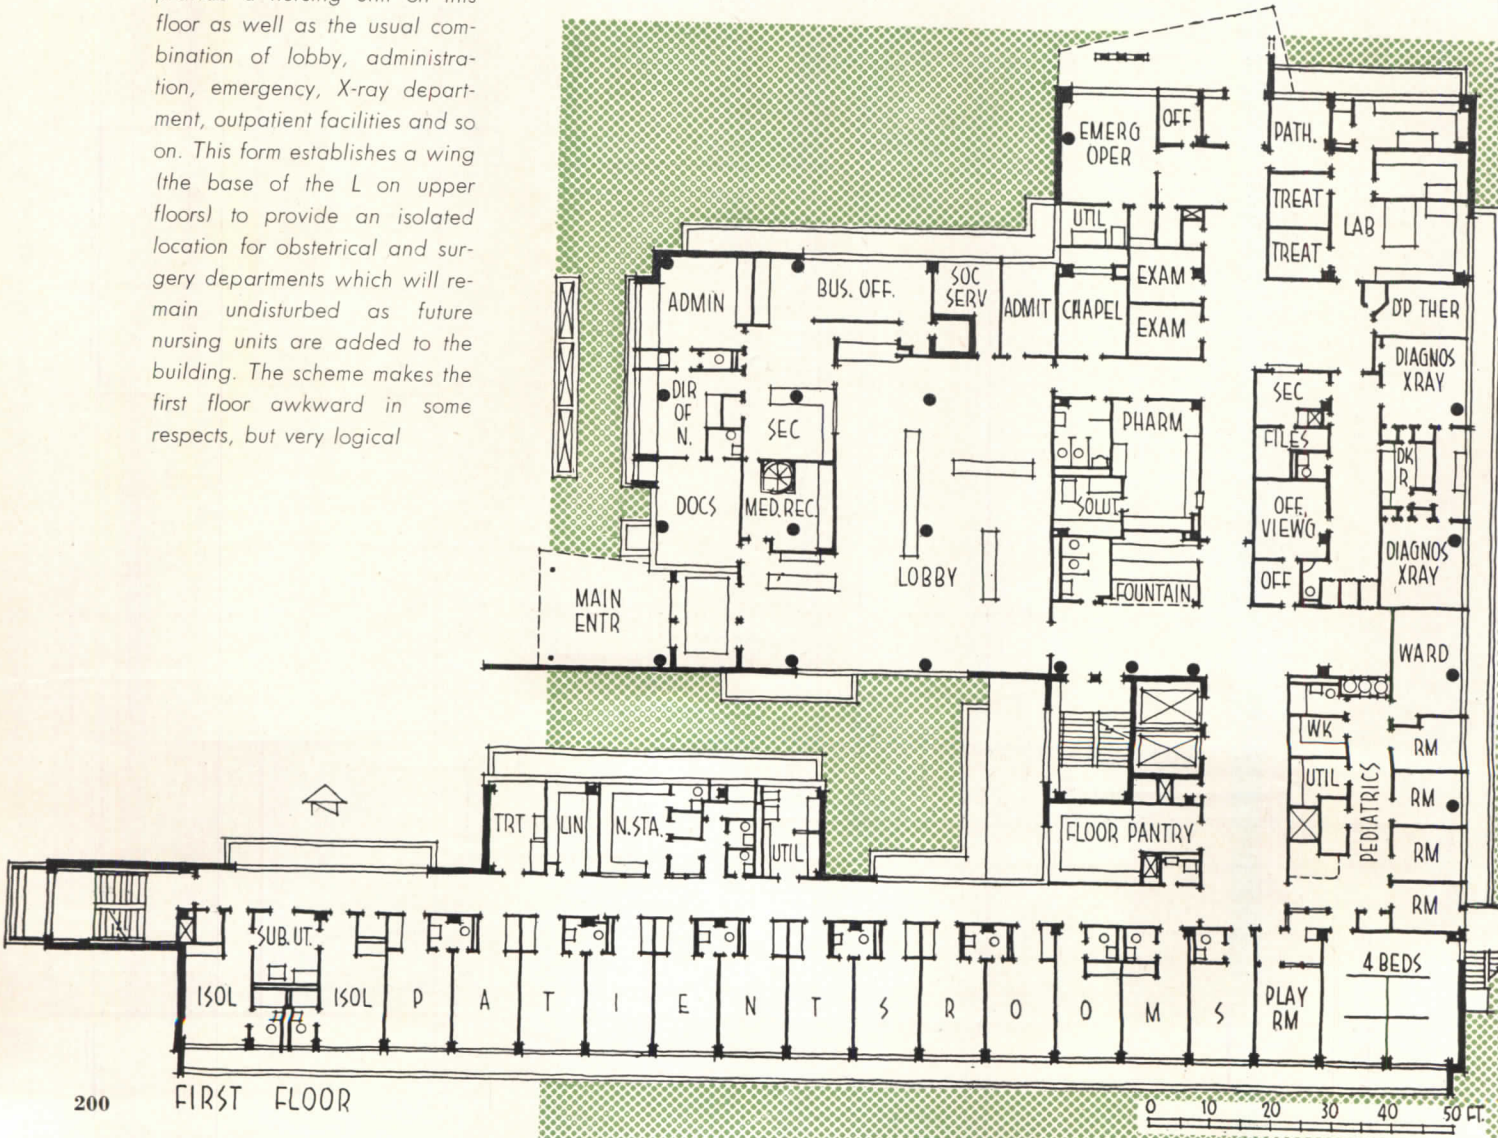 floor as well as the usual com-
bination of lobby, administra-
tion, emergency, X-ray depart-
ment, outpatient facilities and so
on. This form establishes a wing
(the base of the L on upper
floors) to provide an isolated
location for obstetrical and sur-
gery departments which will re-
main undisturbed as future
nursing units are added to the
building. The scheme makes the
first floor awkward in some
respects, but very logical
EMERG
OPER
OFF
PATH.
TREAT
TREAT
LAB
UTIL
EXAM
EXAM
ADMIN
BUS. OFF.
SOC
SERV
ADMIT
CHAPEL
D'P THER
DIAGNOS
XRAY
DIR
OF
N.
SEC
PHARM
SEC
FILES
DK
R.
DOCS
MED. REC.
SOLUT.
OFF.
VIEWG
DIAGNOS
XRAY
LOBBY
OFF
FOUNTAIN
MAIN
ENTR
WARD
WK
RM
UTIL
PEDIATRICS
RM
TRT
LIN
N.STA.
UTIL
FLOOR PANTRY
RM
RM
SUB. UT.
4 BEDS
ISOL
ISOL
PATIENTS ROOMS
PLAY
RM
200
FIRST FLOOR
0 10 20 30 40 50 FT.